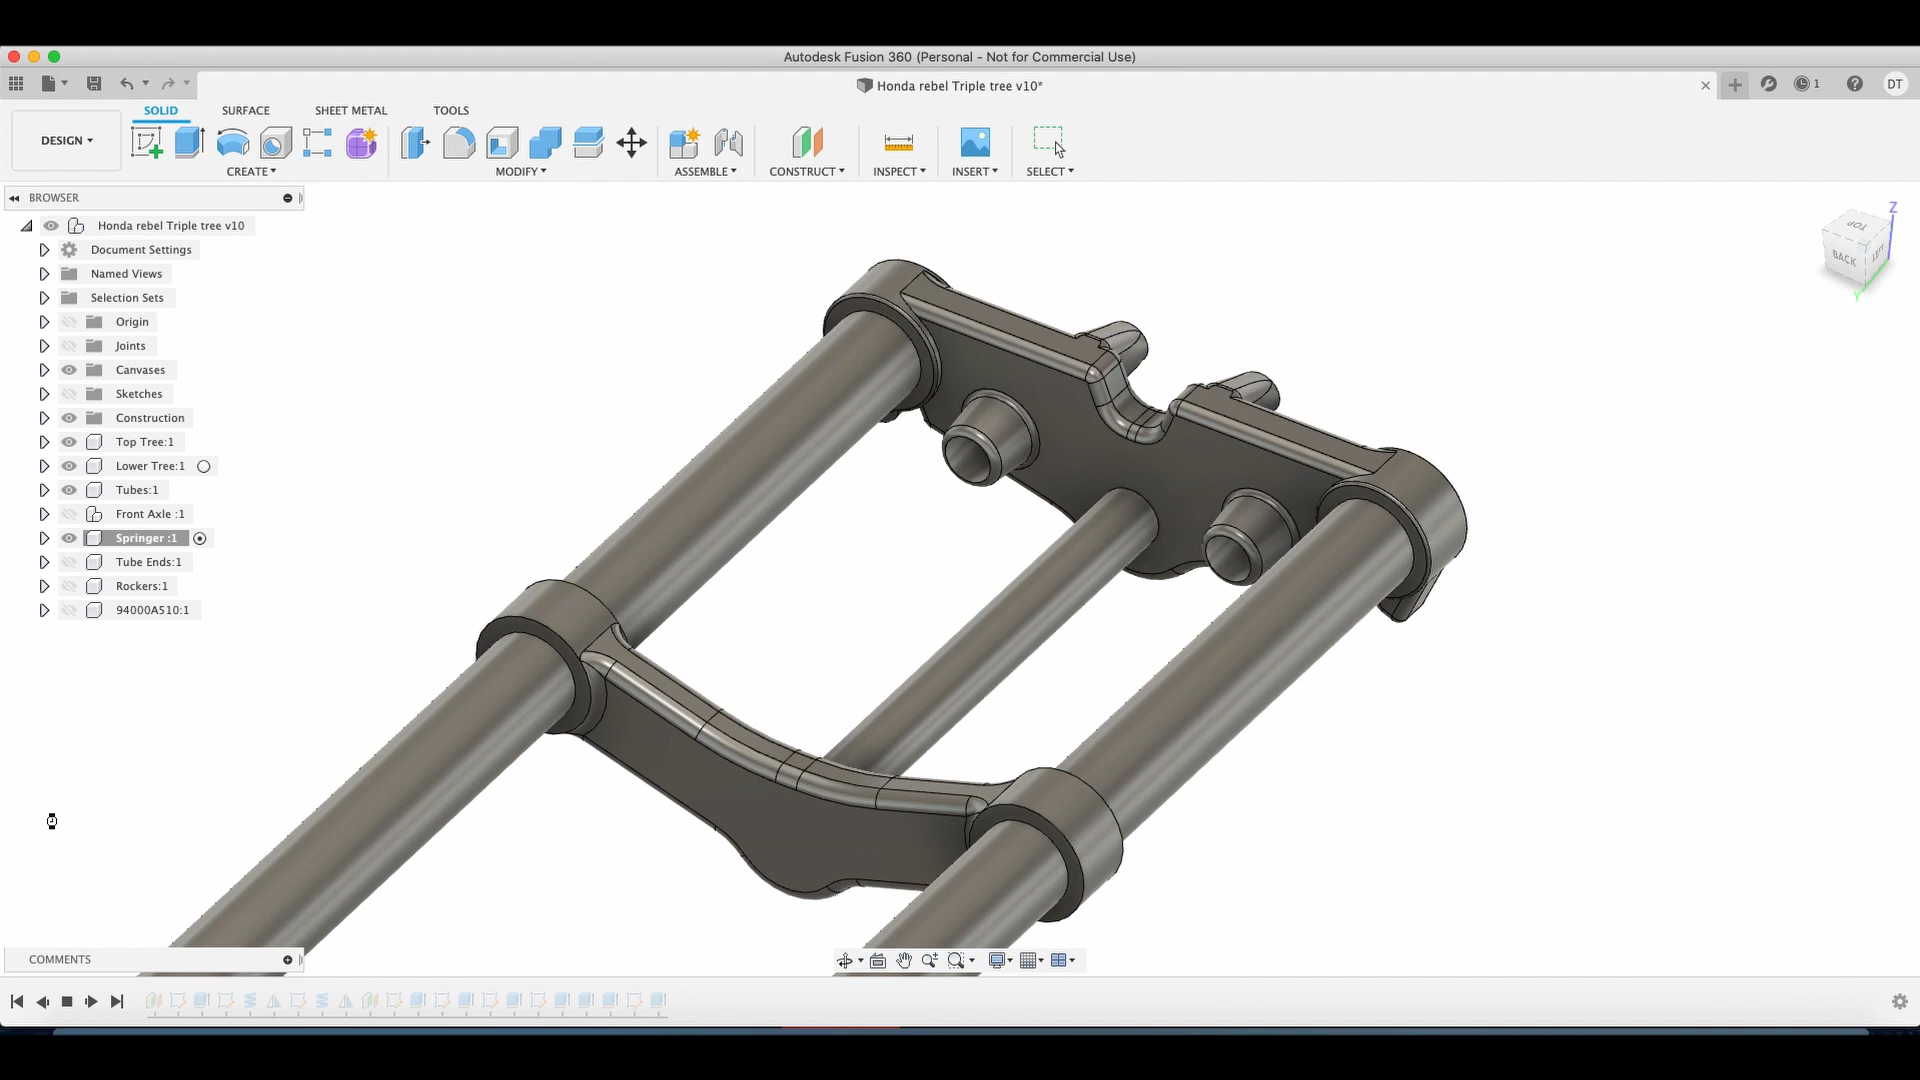 Autodesk Fusion 360 (Personal - Not for Commercial Use)
Honda rebel Triple tree v10*
1
DT
DESIGN
SOLID
SURFACE
SHEET METAL
TOOLS
CREATE
MODIFY
ASSEMBLE
CONSTRUCT
INSPECT
INSERT
SELECT
BROWSER
Honda rebel Triple tree v10
Document Settings
Named Views
Selection Sets
Origin
Joints
Canvases
Sketches
Construction
Top Tree:1
Lower Tree:1
Tubes:1
Front Axle :1
Springer :1
Tube Ends:1
Rockers:1
94000A510:1
Z
TOP
BACK
LEFT
Y
COMMENTS